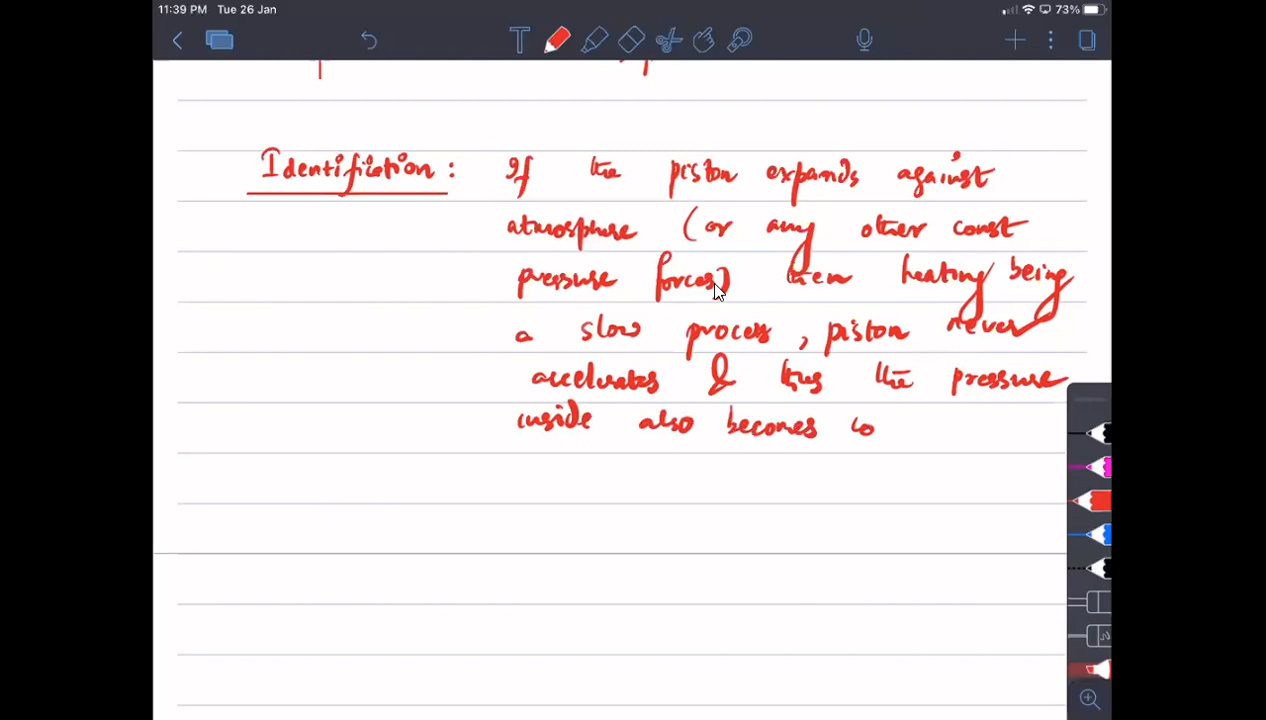 11:39 PM Tue 26 Jan
73%
T
Identifiction : If the piston expands against
atmosphere (or any other const
pressure forces) then heating being
a slow process , piston never
accelerates & thus the pressure
inside also becomes co